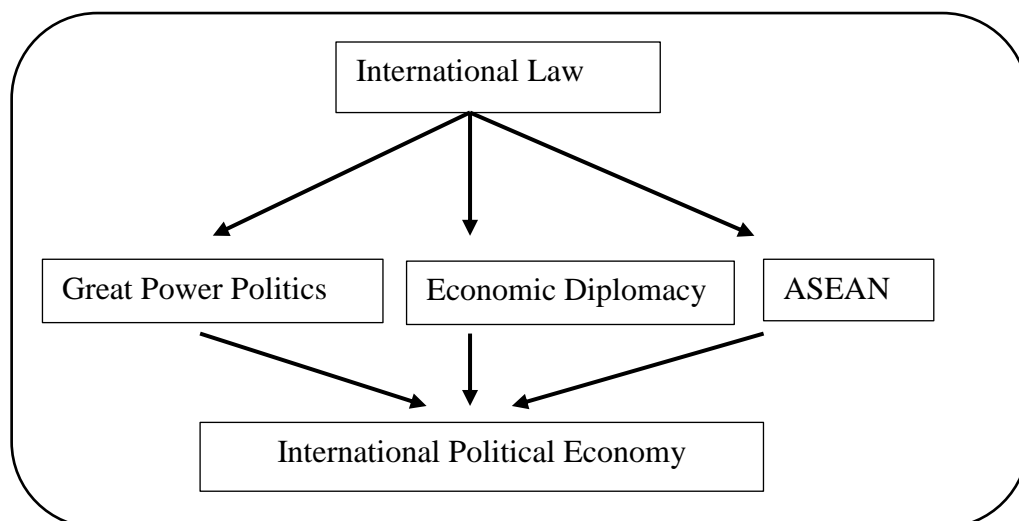 International Law
Great Power Politics
Economic Diplomacy
ASEAN
International Political Economy